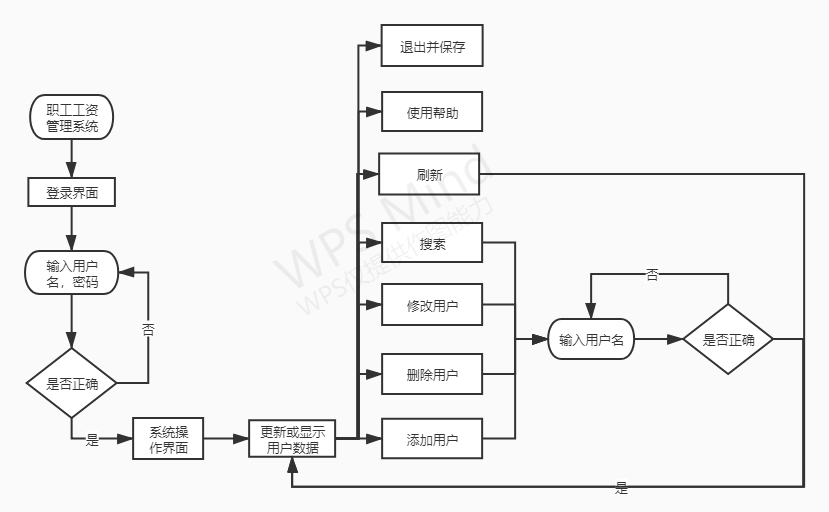 职工工资
管理系统
登录界面
输入用户
名，密码
否
是否正确
是
系统操
作界面
更新或显示
用户数据
退出并保存
使用帮助
刷新
搜索
修改用户
删除用户
添加用户
输入用户名
否
是否正确
是
WPS Mind
WPS仅提供作图能力